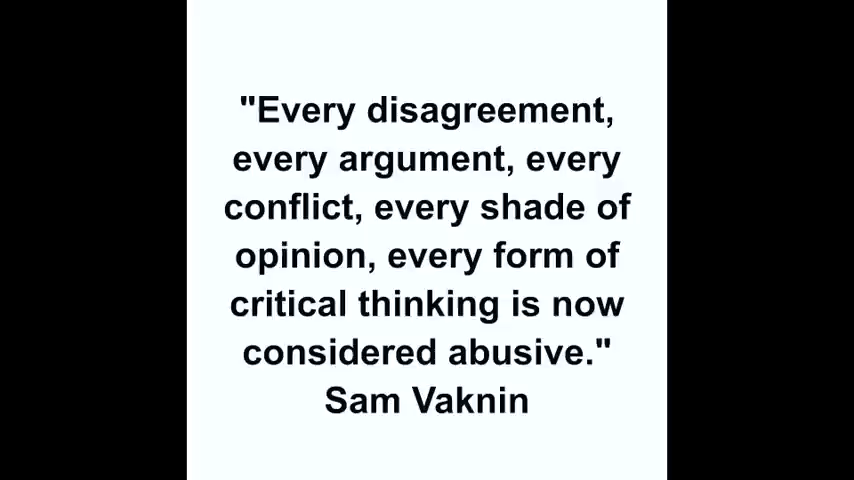 "Every disagreement,
every argument, every
conflict, every shade of
opinion, every form of
critical thinking is now
considered abusive."
Sam Vaknin